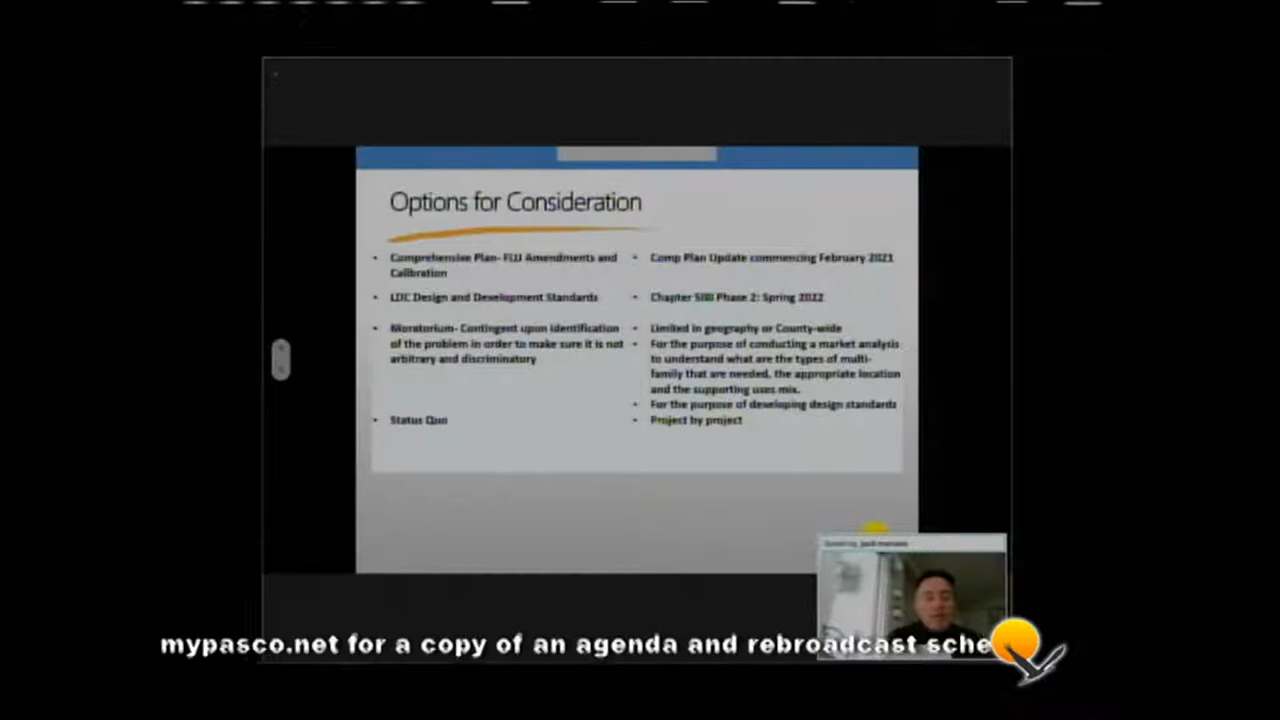 Options for Consideration
• Comprehensive Plan- FLU Amendments and
Calibration
• Comp Plan Update commencing February 2021
• LDC Design and Development Standards
• Chapter 500 Phase 2: Spring 2022
• Moratorium- Contingent upon identification
of the problem in order to make sure it is not
arbitrary and discriminatory
• Limited in geography or County-wide
• For the purpose of conducting a market analysis
to understand what are the types of multi-
family that are needed, the appropriate location
and the supporting uses mix.
• For the purpose of developing design standards
• Status Quo
• Project by project
mypasco.net for a copy of an agenda and rebroadcast sche